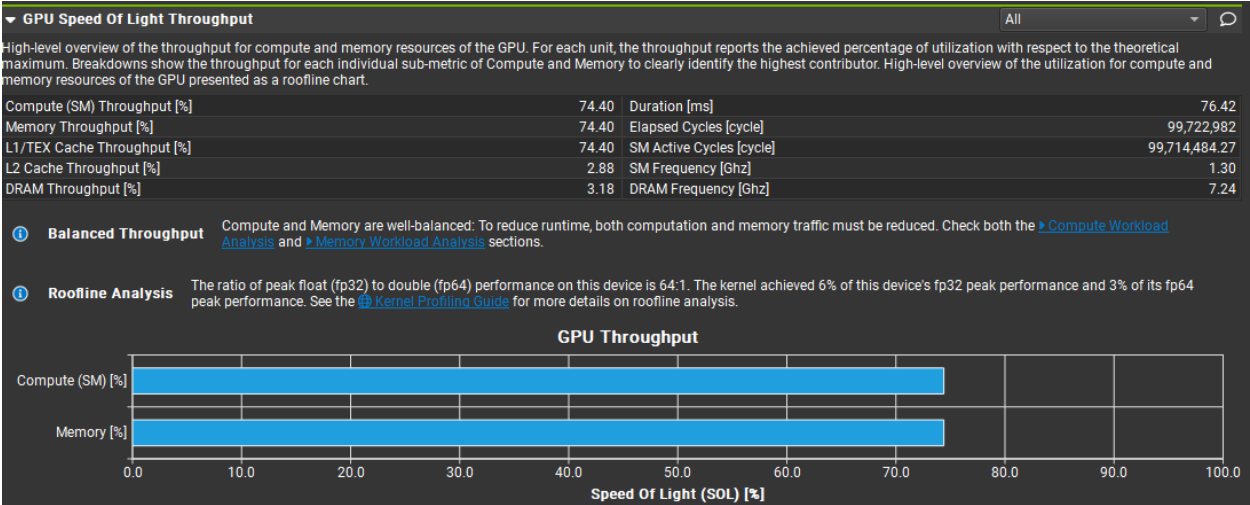 GPU Speed Of Light Throughput
All
High-level overview of the throughput for compute and memory resources of the GPU. For each unit, the throughput reports the achieved percentage of utilization with respect to the theoretical
maximum. Breakdowns show the throughput for each individual sub-metric of Compute and Memory to clearly identify the highest contributor. High-level overview of the utilization for compute and
memory resources of the GPU presented as a roofline chart.
Compute (SM) Throughput [%] 74.40 Duration [ms] 76.42
Memory Throughput [%] 74.40 Elapsed Cycles [cycle] 99,722,982
L1/TEX Cache Throughput [%] 74.40 SM Active Cycles [cycle] 99,714,484.27
L2 Cache Throughput [%] 2.88 SM Frequency [Ghz] 1.30
DRAM Throughput [%] 3.18 DRAM Frequency [Ghz] 7.24
Balanced Throughput
Compute and Memory are well-balanced: To reduce runtime, both computation and memory traffic must be reduced. Check both the Compute Workload
Analysis and Memory Workload Analysis sections.
Roofline Analysis
The ratio of peak float (fp32) to double (fp64) performance on this device is 64:1. The kernel achieved 6% of this device's fp32 peak performance and 3% of its fp64
peak performance. See the Kernel Profiling Guide for more details on roofline analysis.
GPU Throughput
Compute (SM) [%]
Memory [%]
0.0 10.0 20.0 30.0 40.0 50.0 60.0 70.0 80.0 90.0 100.0
Speed Of Light (SOL) [%]